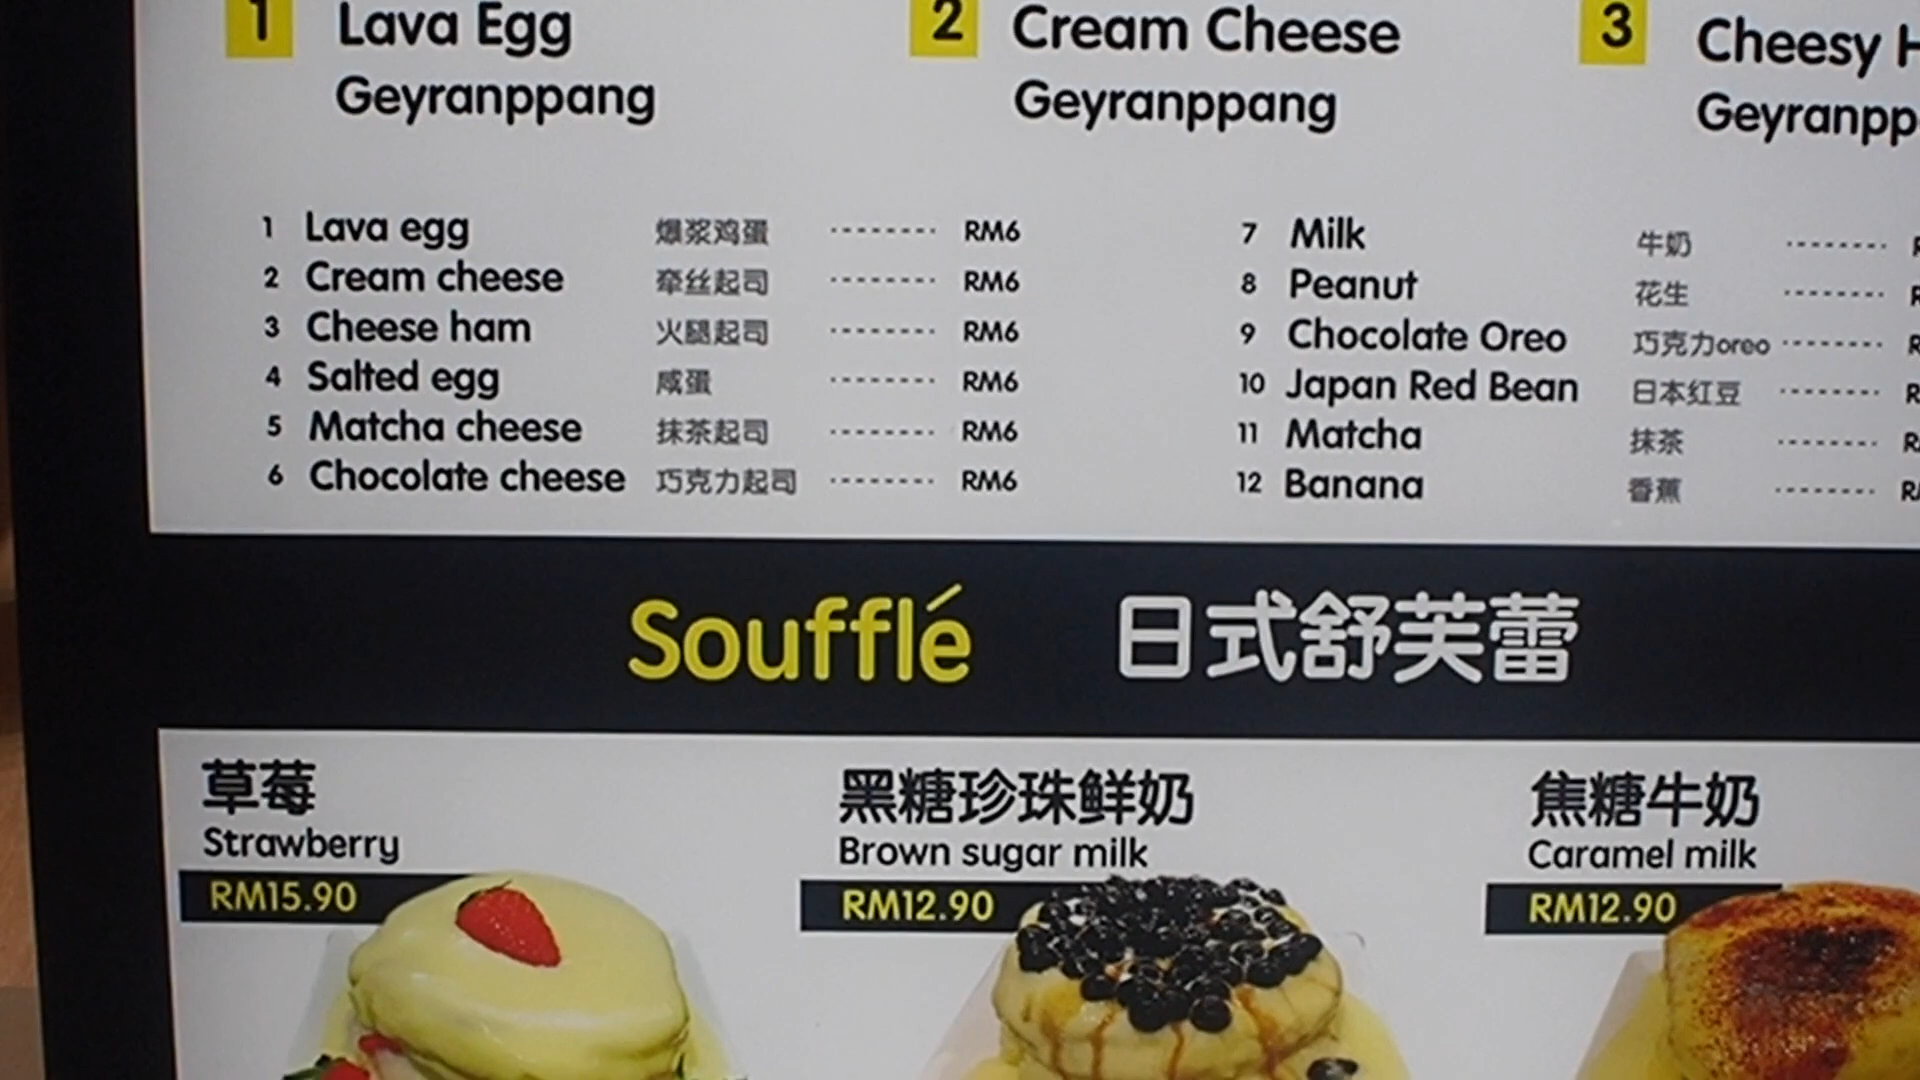 1 Lava Egg
Geyranppang
2 Cream Cheese
Geyranppang
3 Cheesy H
Geyranpp
1 Lava egg 爆浆鸡蛋 -------- RM6
2 Cream cheese 牵丝起司 -------- RM6
3 Cheese ham 火腿起司 -------- RM6
4 Salted egg 咸蛋 -------- RM6
5 Matcha cheese 抹茶起司 -------- RM6
6 Chocolate cheese 巧克力起司 -------- RM6
7 Milk 牛奶 --------
8 Peanut 花生 --------
9 Chocolate Oreo 巧克力oreo --------
10 Japan Red Bean 日本红豆 --------
11 Matcha 抹茶 --------
12 Banana 香蕉 --------
Soufflé 日式舒芙蕾
草莓
Strawberry
RM15.90
黑糖珍珠鲜奶
Brown sugar milk
RM12.90
焦糖牛奶
Caramel milk
RM12.90